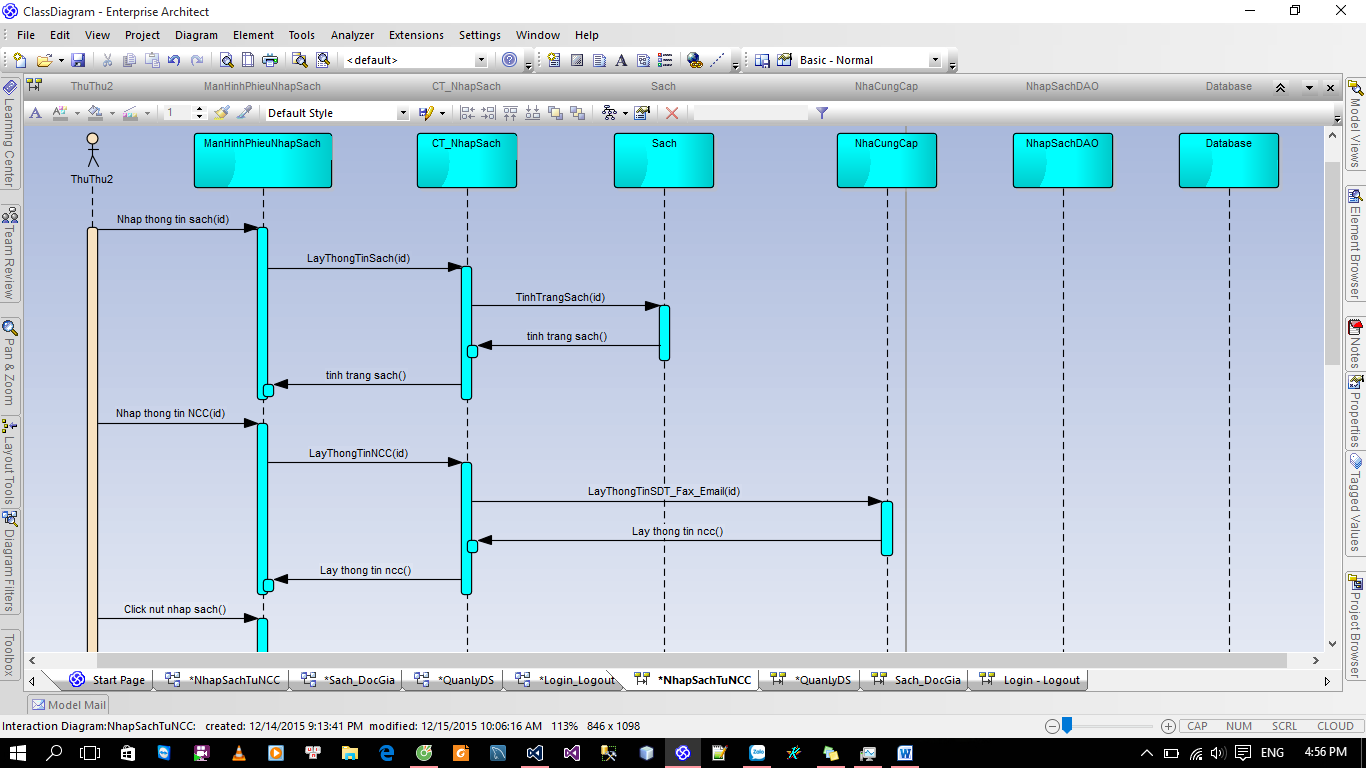 ClassDiagram - Enterprise Architect
File Edit View Project Diagram Element Tools Analyzer Extensions Settings Window Help
<default> Basic - Normal
ThuThu2 ManHinhPhieuNhapSach CT_NhapSach Sach NhaCungCap NhapSachDAO Database
A 1 Default Style
ManHinhPhieuNhapSach CT_NhapSach Sach NhaCungCap NhapSachDAO Database
ThuThu2
Nhap thong tin sach(id)
LayThongTinSach(id)
TinhTrangSach(id)
tinh trang sach()
tinh trang sach()
Nhap thong tin NCC(id)
LayThongTinNCC(id)
LayThongTinSDT_Fax_Email(id)
Lay thong tin ncc()
Lay thong tin ncc()
Click nut nhap sach()
Learning Center
Team Review
Pan & Zoom
Layout Tools
Diagram Filters
Toolbox
Model Views
Element Browser
Notes
Properties
Tagged Values
Project Browser
Start Page *NhapSachTuNCC *Sach_DocGia *QuanLyDS *Login_Logout *NhapSachTuNCC *QuanLyDS Sach_DocGia Login - Logout
Model Mail
Interaction Diagram:NhapSachTuNCC: created: 12/14/2015 9:13:41 PM modified: 12/15/2015 10:06:16 AM 113% 846 x 1098 CAP NUM SCRL CLOUD
ENG 4:56 PM